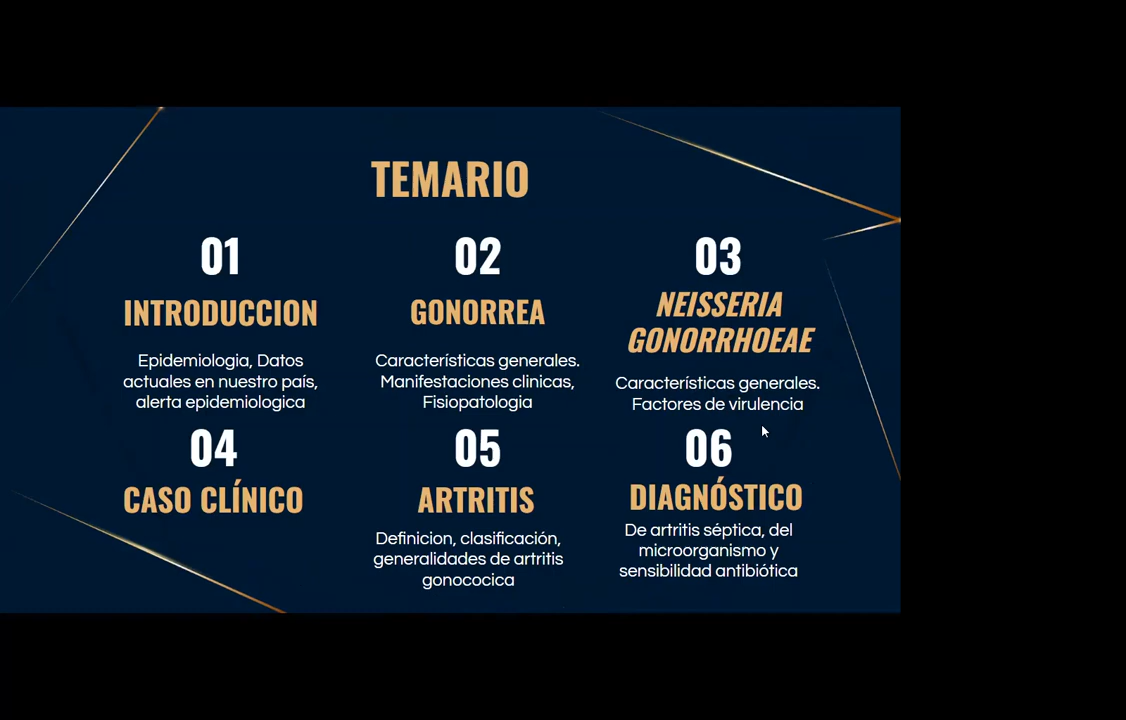 TEMARIO
01
INTRODUCCION
Epidemiologia, Datos
actuales en nuestro país,
alerta epidemiologica
02
GONORREA
Características generales.
Manifestaciones clinicas,
Fisiopatologia
03
NEISSERIA
GONORRHOEAE
Características generales.
Factores de virulencia
04
CASO CLÍNICO
05
ARTRITIS
Definicion, clasificación,
generalidades de artritis
gonococica
06
DIAGNÓSTICO
De artritis séptica, del
microorganismo y
sensibilidad antibiótica